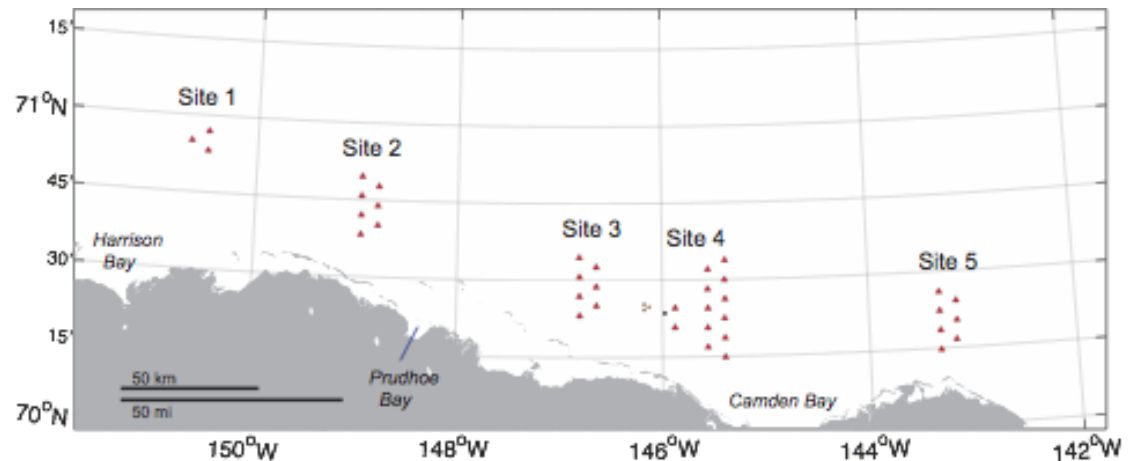 15'
Site 1
71°N
Site 2
45'
Site 3
Site 4
Harrison
Bay
30'
Site 5
15'
50 km
Prudhoe
Bay
50 mi
Camden Bay
70°N
150°W
148°W
146°W
144°W
142°W